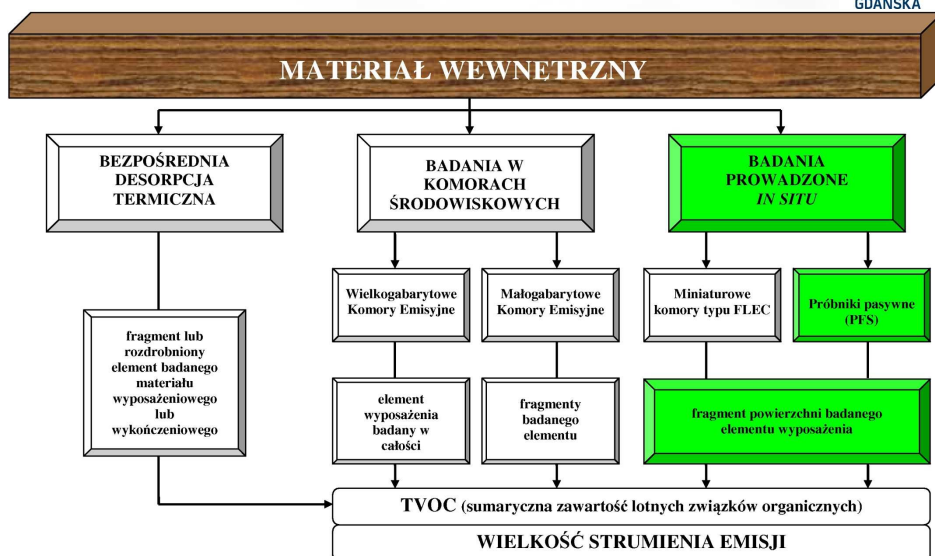 GDAŃSKA
MATERIAŁ WEWNĘTRZNY
BEZPOŚREDNIA
DESORPCJA
TERMICZNA
BADANIA W
KOMORACH
ŚRODOWISKOWYCH
BADANIA
PROWADZONE
IN SITU
Wielkogabarytowe
Komory Emisyjne
Małogabarytowe
Komory Emisyjne
Miniaturowe
komory typu FLEC
Próbniki pasywne
(PFS)
fragment lub
rozdrobniony
element badanego
materiału
wyposażeniowego
lub
wykończeniowego
element
wyposażenia
badany w
całości
fragmenty
badanego
elementu
fragment powierzchni badanego
elementu wyposażenia
TVOC (sumaryczna zawartość lotnych związków organicznych)
WIELKOŚĆ STRUMIENIA EMISJI